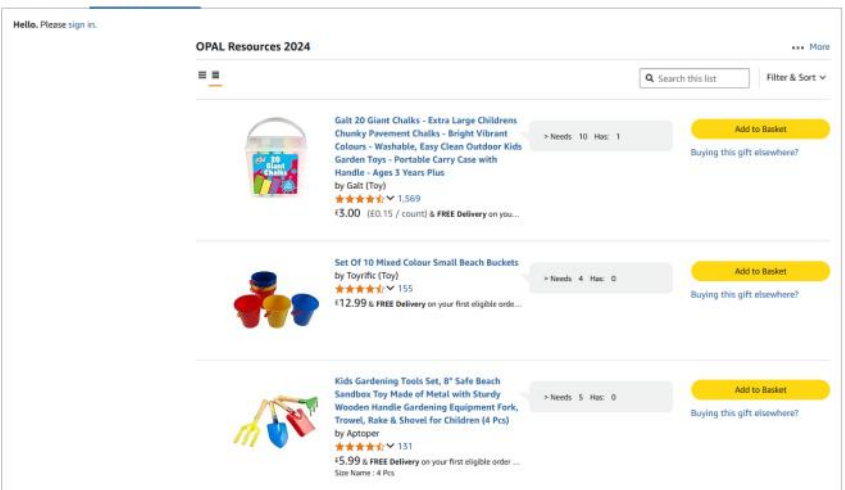 Hello. Please sign in.
OPAL Resources 2024
••• More
Search this list
Filter & Sort
Galt 20 Giant Chalks - Extra Large Childrens
Chunky Pavement Chalks - Bright Vibrant
Colours - Washable, Easy Clean Outdoor Kids
Garden Toys - Portable Carry Case with
Handle - Ages 3 Years Plus
by Galt (Toy)
1,569
£3.00 (£0.15 / count) & FREE Delivery on you...
> Needs 10 Has: 1
Add to Basket
Buying this gift elsewhere?
20
Giant
Chalks
Set Of 10 Mixed Colour Small Beach Buckets
by Toyrific (Toy)
155
£12.99 & FREE Delivery on your first eligible orde...
> Needs 4 Has: 0
Add to Basket
Buying this gift elsewhere?
Kids Gardening Tools Set, 8" Safe Beach
Sandbox Toy Made of Metal with Sturdy
Wooden Handle Gardening Equipment Fork,
Trowel, Rake & Shovel for Children (4 Pcs)
by Aptoper
131
£5.99 & FREE Delivery on your first eligible order ...
Size Name : 4 Pcs
> Needs 5 Has: 0
Add to Basket
Buying this gift elsewhere?